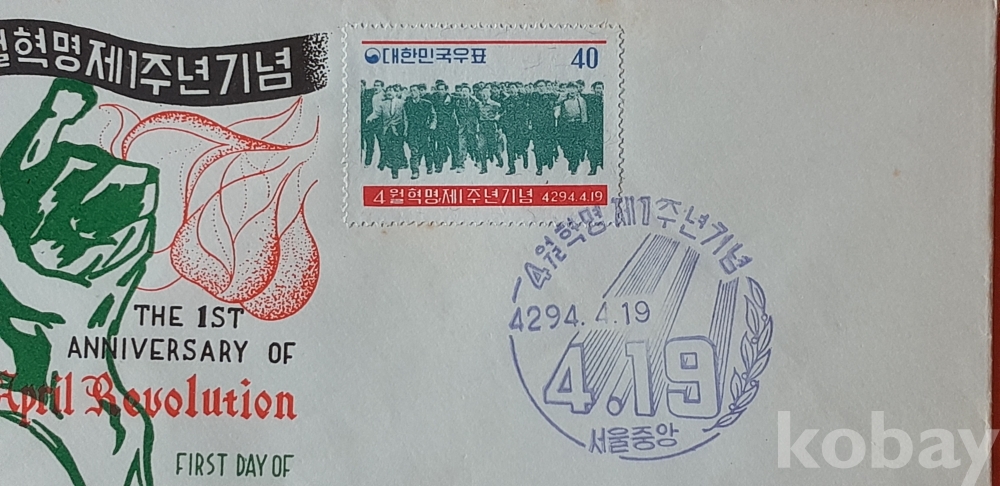 월혁명제1주년기념
대한민국우표 40
4월혁명제1주년기념 4294.4.19
THE 1ST
ANNIVERSARY OF
April Revolution
FIRST DAY OF
4월혁명제1주년기념
4294.4.19
4.19
서울중앙
kobay